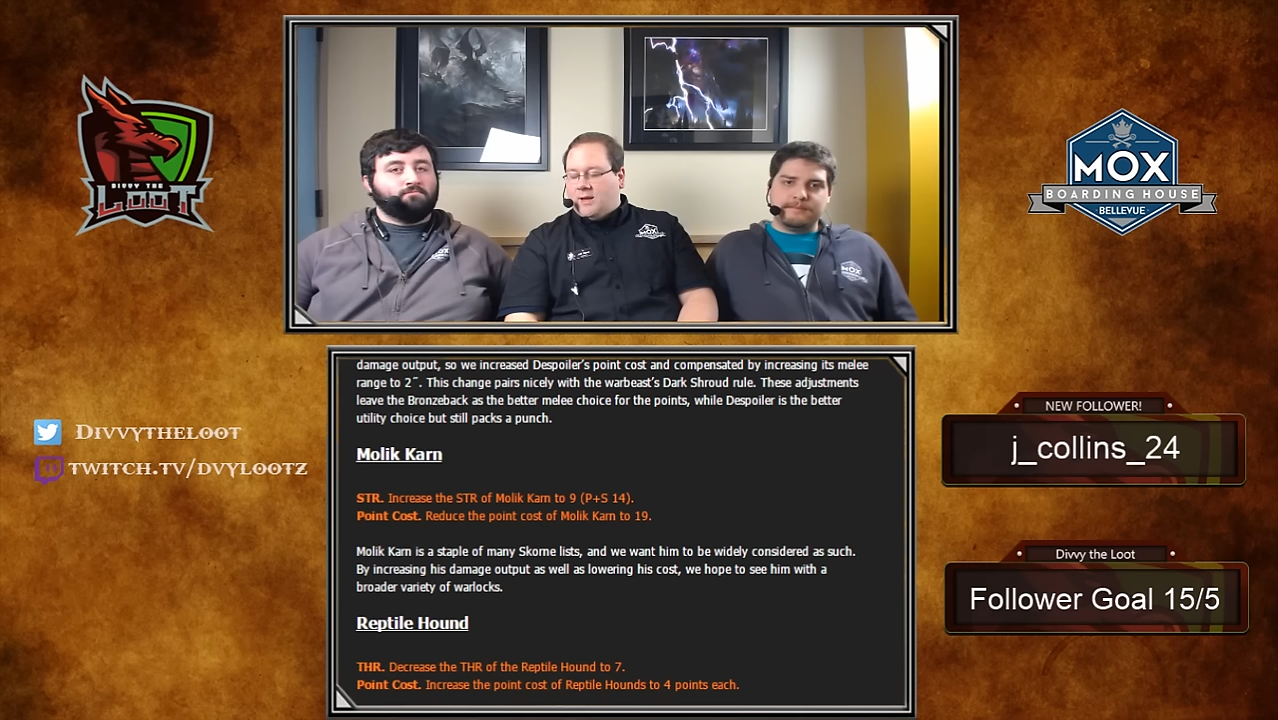 DIVVY THE
LOOT
MOX
BOARDING HOUSE
BELLEVUE
MOX
MOX
MOX
damage output, so we increased Despoiler's point cost and compensated by increasing its melee
range to 2˝. This change pairs nicely with the warbeast's Dark Shroud rule. These adjustments
leave the Bronzeback as the better melee choice for the points, while Despoiler is the better
utility choice but still packs a punch.
Molik Karn
STR. Increase the STR of Molik Karn to 9 (P+S 14).
Point Cost. Reduce the point cost of Molik Karn to 19.
Molik Karn is a staple of many Skorne lists, and we want him to be widely considered as such.
By increasing his damage output as well as lowering his cost, we hope to see him with a
broader variety of warlocks.
Reptile Hound
THR. Decrease the THR of the Reptile Hound to 7.
Point Cost. Increase the point cost of Reptile Hounds to 4 points each.
Divvytheloot
twitch.tv/dvylootz
NEW FOLLOWER!
j_collins_24
Divvy the Loot
Follower Goal 15/5